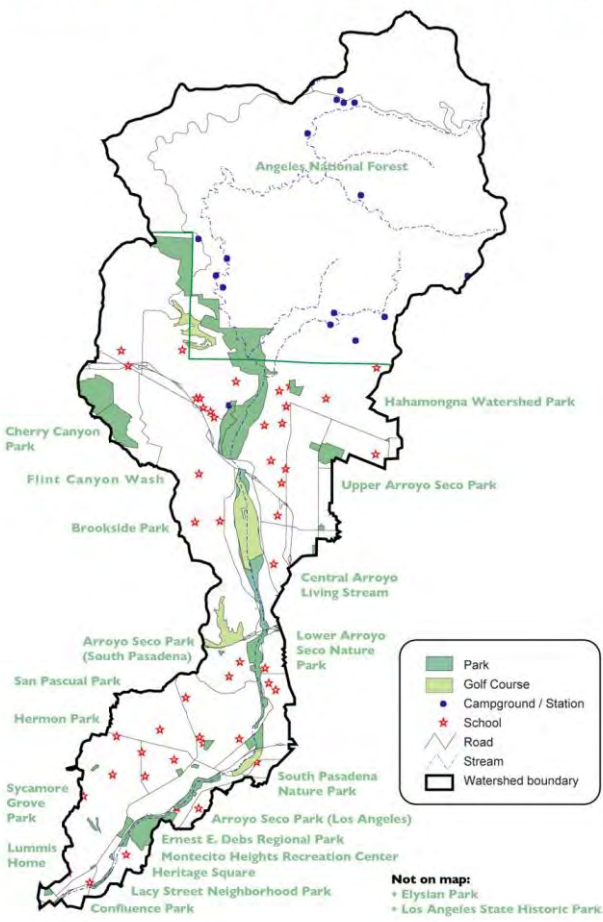 Angeles National Forest
Hahamongna Watershed Park
Cherry Canyon
Park
Flint Canyon Wash
Upper Arroyo Seco Park
Brookside Park
Central Arroyo
Living Stream
Arroyo Seco Park
(South Pasadena)
Lower Arroyo
Seco Nature
Park
San Pascual Park
Hermon Park
South Pasadena
Nature Park
Sycamore
Grove
Park
Arroyo Seco Park (Los Angeles)
Lummis
Home
Ernest E. Debs Regional Park
Montecito Heights Recreation Center
Heritage Square
Lacy Street Neighborhood Park
Confluence Park
Park
Golf Course
Campground / Station
School
Road
Stream
Watershed boundary
Not on map:
+ Elysian Park
+ Los Angeles State Historic Park